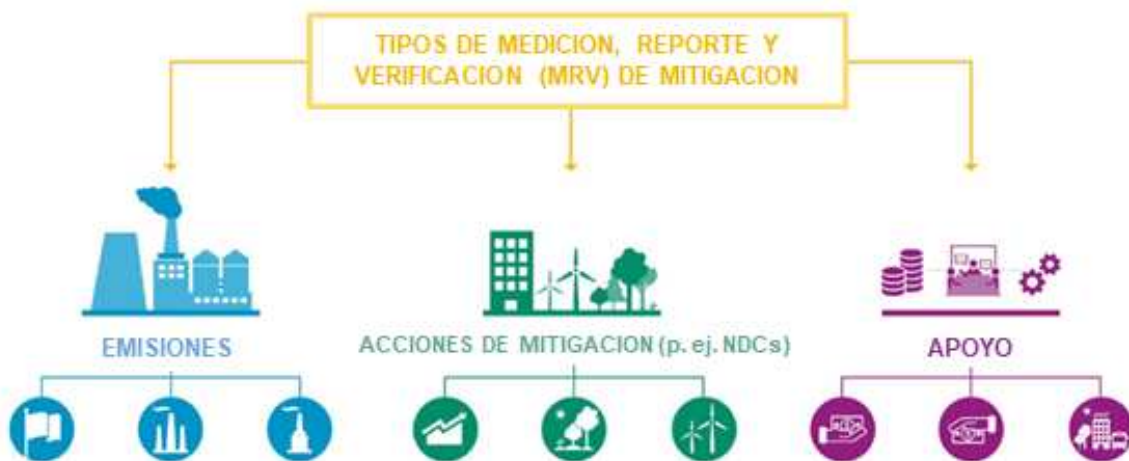 TIPOS DE MEDICION, REPORTE Y
VERIFICACION (MRV) DE MITIGACION
EMISIONES
ACCIONES DE MITIGACION (p. ej. NDCs)
APOYO